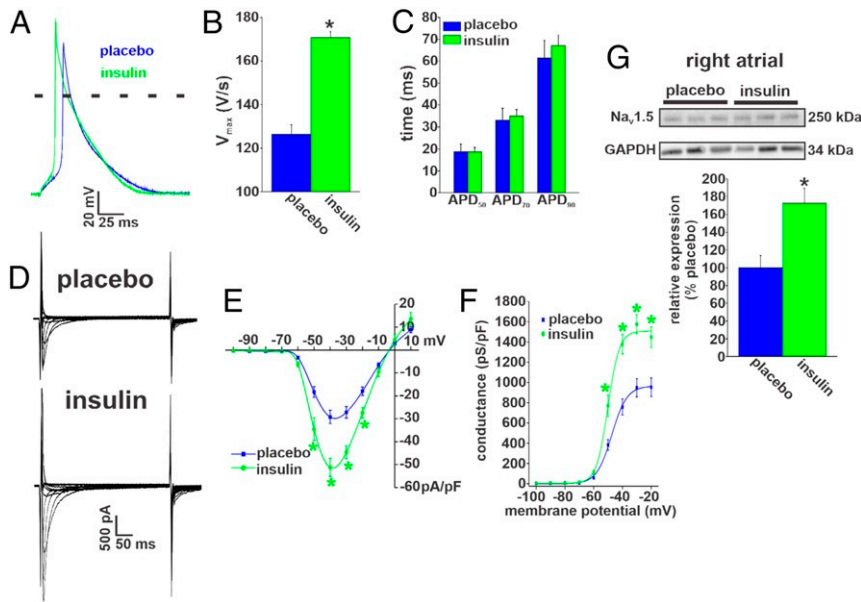 A
placebo
insulin
20 mV
25 ms
B
180
160
140
120
100
V max (V/s)
*
placebo
insulin
C
placebo
insulin
80
70
60
50
40
30
20
10
0
time (ms)
APD50 APD70 APD90
D
placebo
insulin
500 pA
50 ms
E
20
10
mV
-90 -70 -50 -30 -10 10
-10
-20
-30
-40
-50
-60 pA/pF
placebo
insulin
* * * *
F
placebo
insulin
1800
1600
1400
1200
1000
800
600
400
200
0
conductance (pS/pF)
* * * *
-100 -80 -60 -40 -20
membrane potential (mV)
G
right atrial
placebo insulin
Nav1.5 250 kDa
GAPDH 34 kDa
200
180
160
140
120
100
80
60
40
20
0
relative expression
(% placebo)
*
placebo
insulin